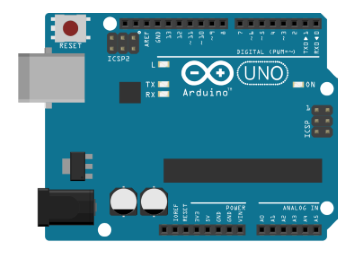 RESET
ICSP2
AREF
GND
13
12
~11
~10
~9
8
7
~6
~5
4
~3
2
TX▸1
RX◂0
DIGITAL (PWM~)
L
TX
RX
UNO
Arduino™
ON
ICSP
1
POWER
ANALOG IN
IOREF
RESET
3V3
5V
GND
GND
VIN
A0
A1
A2
A3
A4
A5